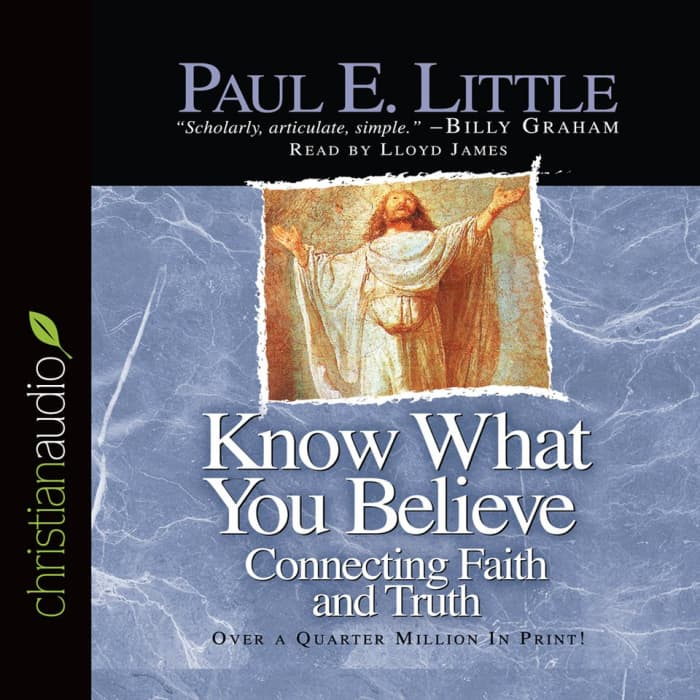 PAUL E. LITTLE
“Scholarly, articulate, simple.” –BILLY GRAHAM
READ BY LLOYD JAMES
Know What
You Believe
Connecting Faith
and Truth
OVER A QUARTER MILLION IN PRINT!
christianaudio